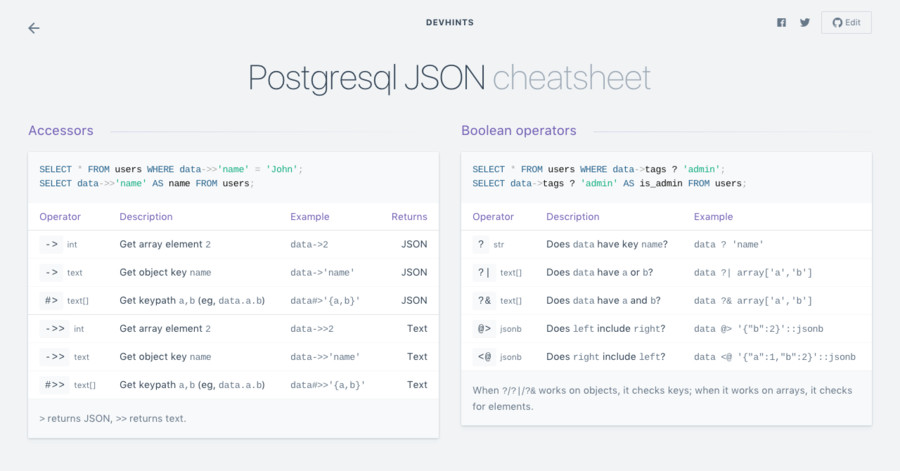 DEVHINTS
Edit
Postgresql JSON cheatsheet
Accessors
SELECT * FROM users WHERE data->>'name' = 'John';
SELECT data->>'name' AS name FROM users;
Operator Description Example Returns
-> int Get array element 2 data->2 JSON
-> text Get object key name data->'name' JSON
#> text[] Get keypath a,b (eg, data.a.b) data#>'{a,b}' JSON
->> int Get array element 2 data->>2 Text
->> text Get object key name data->>'name' Text
#>> text[] Get keypath a,b (eg, data.a.b) data#>>'{a,b}' Text
> returns JSON, >> returns text.
Boolean operators
SELECT * FROM users WHERE data->tags ? 'admin';
SELECT data->tags ? 'admin' AS is_admin FROM users;
Operator Description Example
? str Does data have key name? data ? 'name'
?| text[] Does data have a or b? data ?| array['a','b']
?& text[] Does data have a and b? data ?& array['a','b']
@> jsonb Does left include right? data @> '{"b":2}'::jsonb
<@ jsonb Does right include left? data <@ '{"a":1,"b":2}'::jsonb
When ?/?|/?& works on objects, it checks keys; when it works on arrays, it checks
for elements.